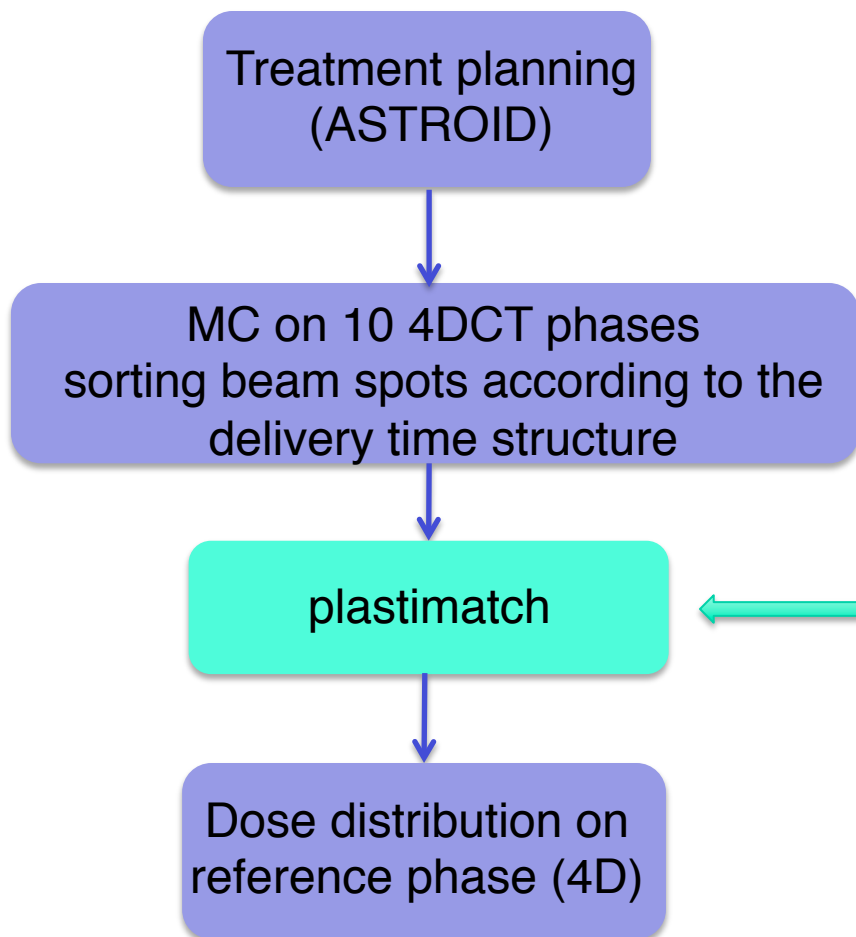 Treatment planning
(ASTROID)
MC on 10 4DCT phases
sorting beam spots according to the
delivery time structure
plastimatch
Dose distribution on
reference phase (4D)